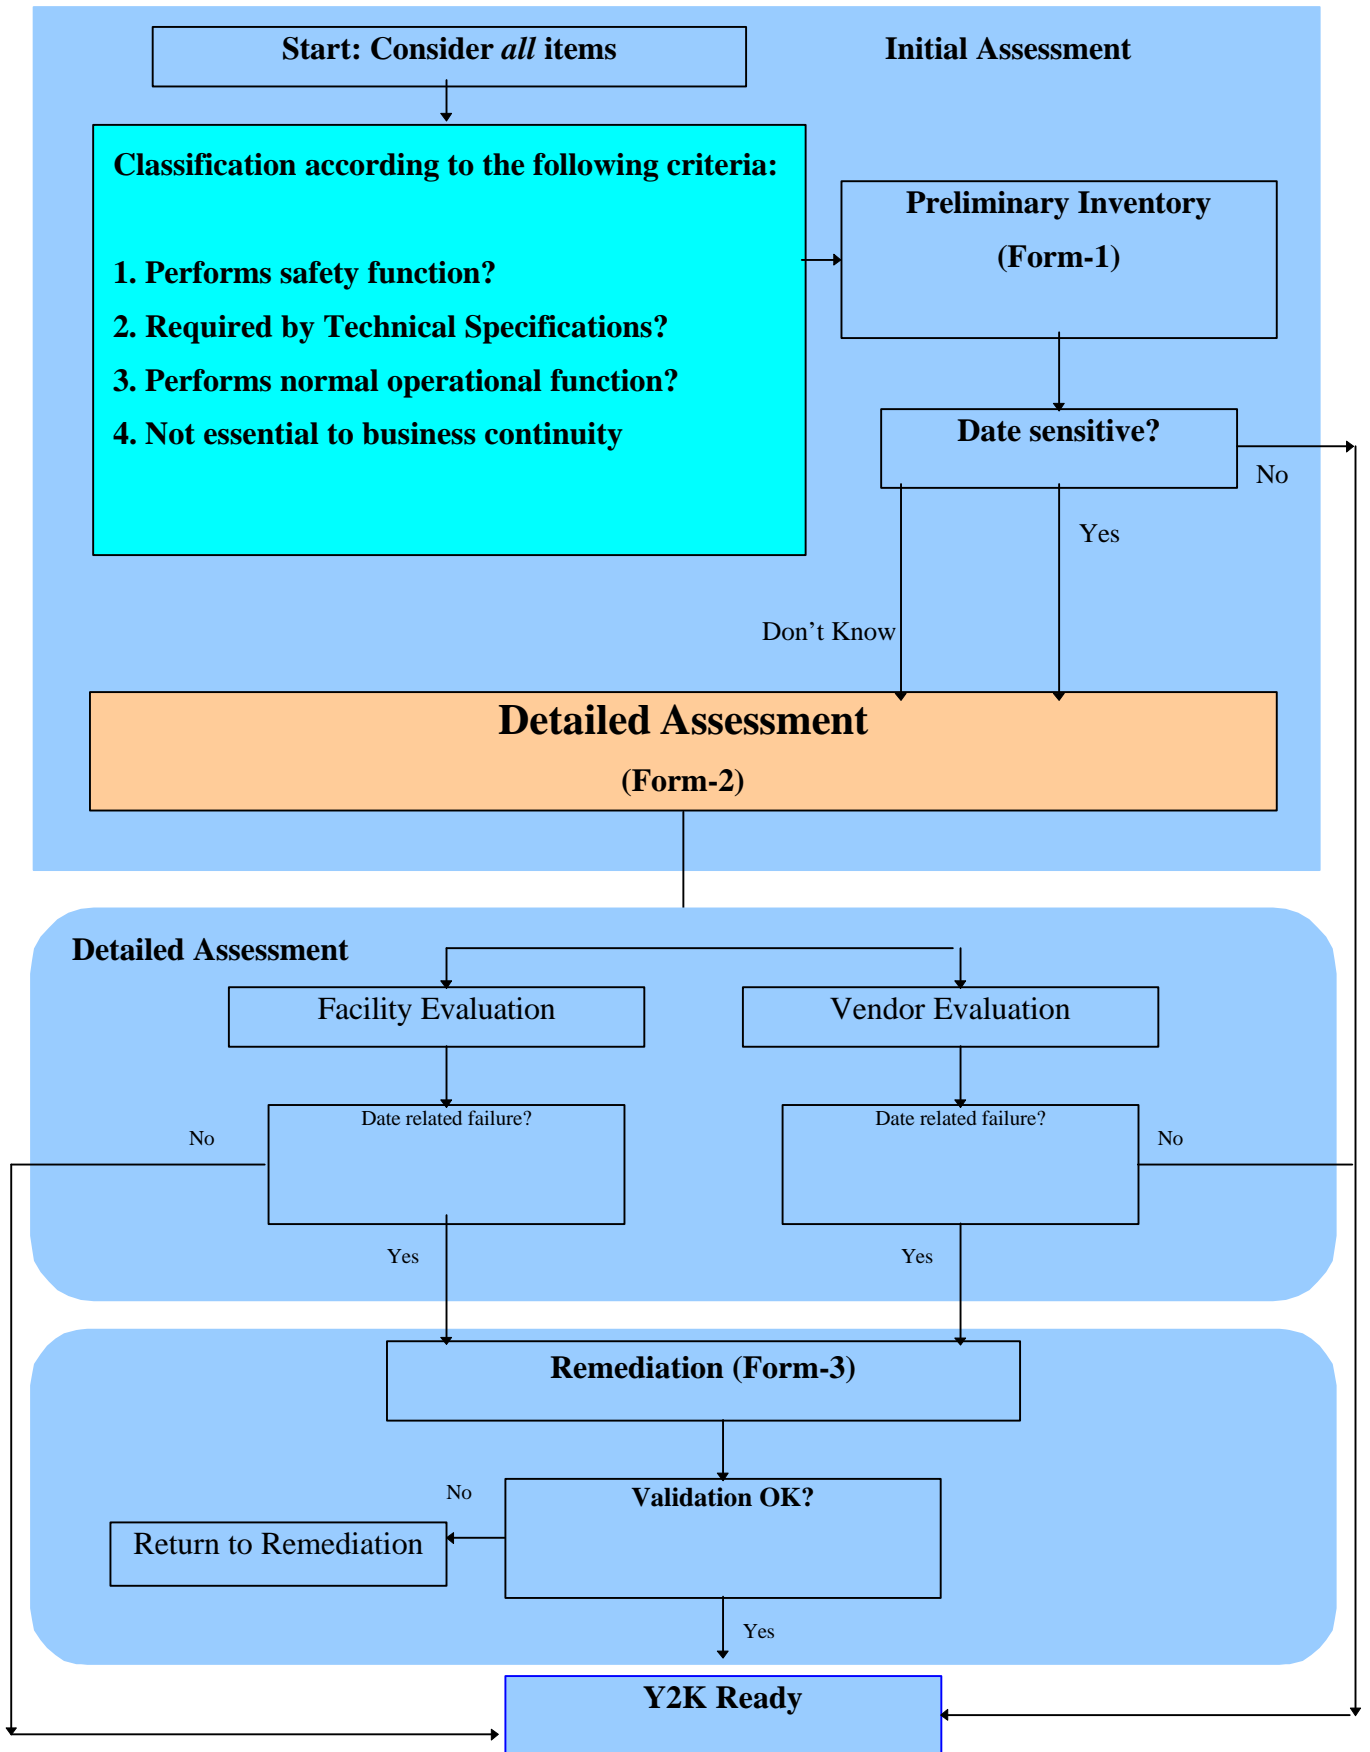 Start: Consider all items
Initial Assessment
Classification according to the following criteria:
1. Performs safety function?
2. Required by Technical Specifications?
3. Performs normal operational function?
4. Not essential to business continuity
Preliminary Inventory
(Form-1)
Date sensitive?
No
Yes
Don’t Know
Detailed Assessment
(Form-2)
Detailed Assessment
Facility Evaluation
Vendor Evaluation
Date related failure?
Date related failure?
No
No
Yes
Yes
Remediation (Form-3)
Validation OK?
No
Return to Remediation
Yes
Y2K Ready